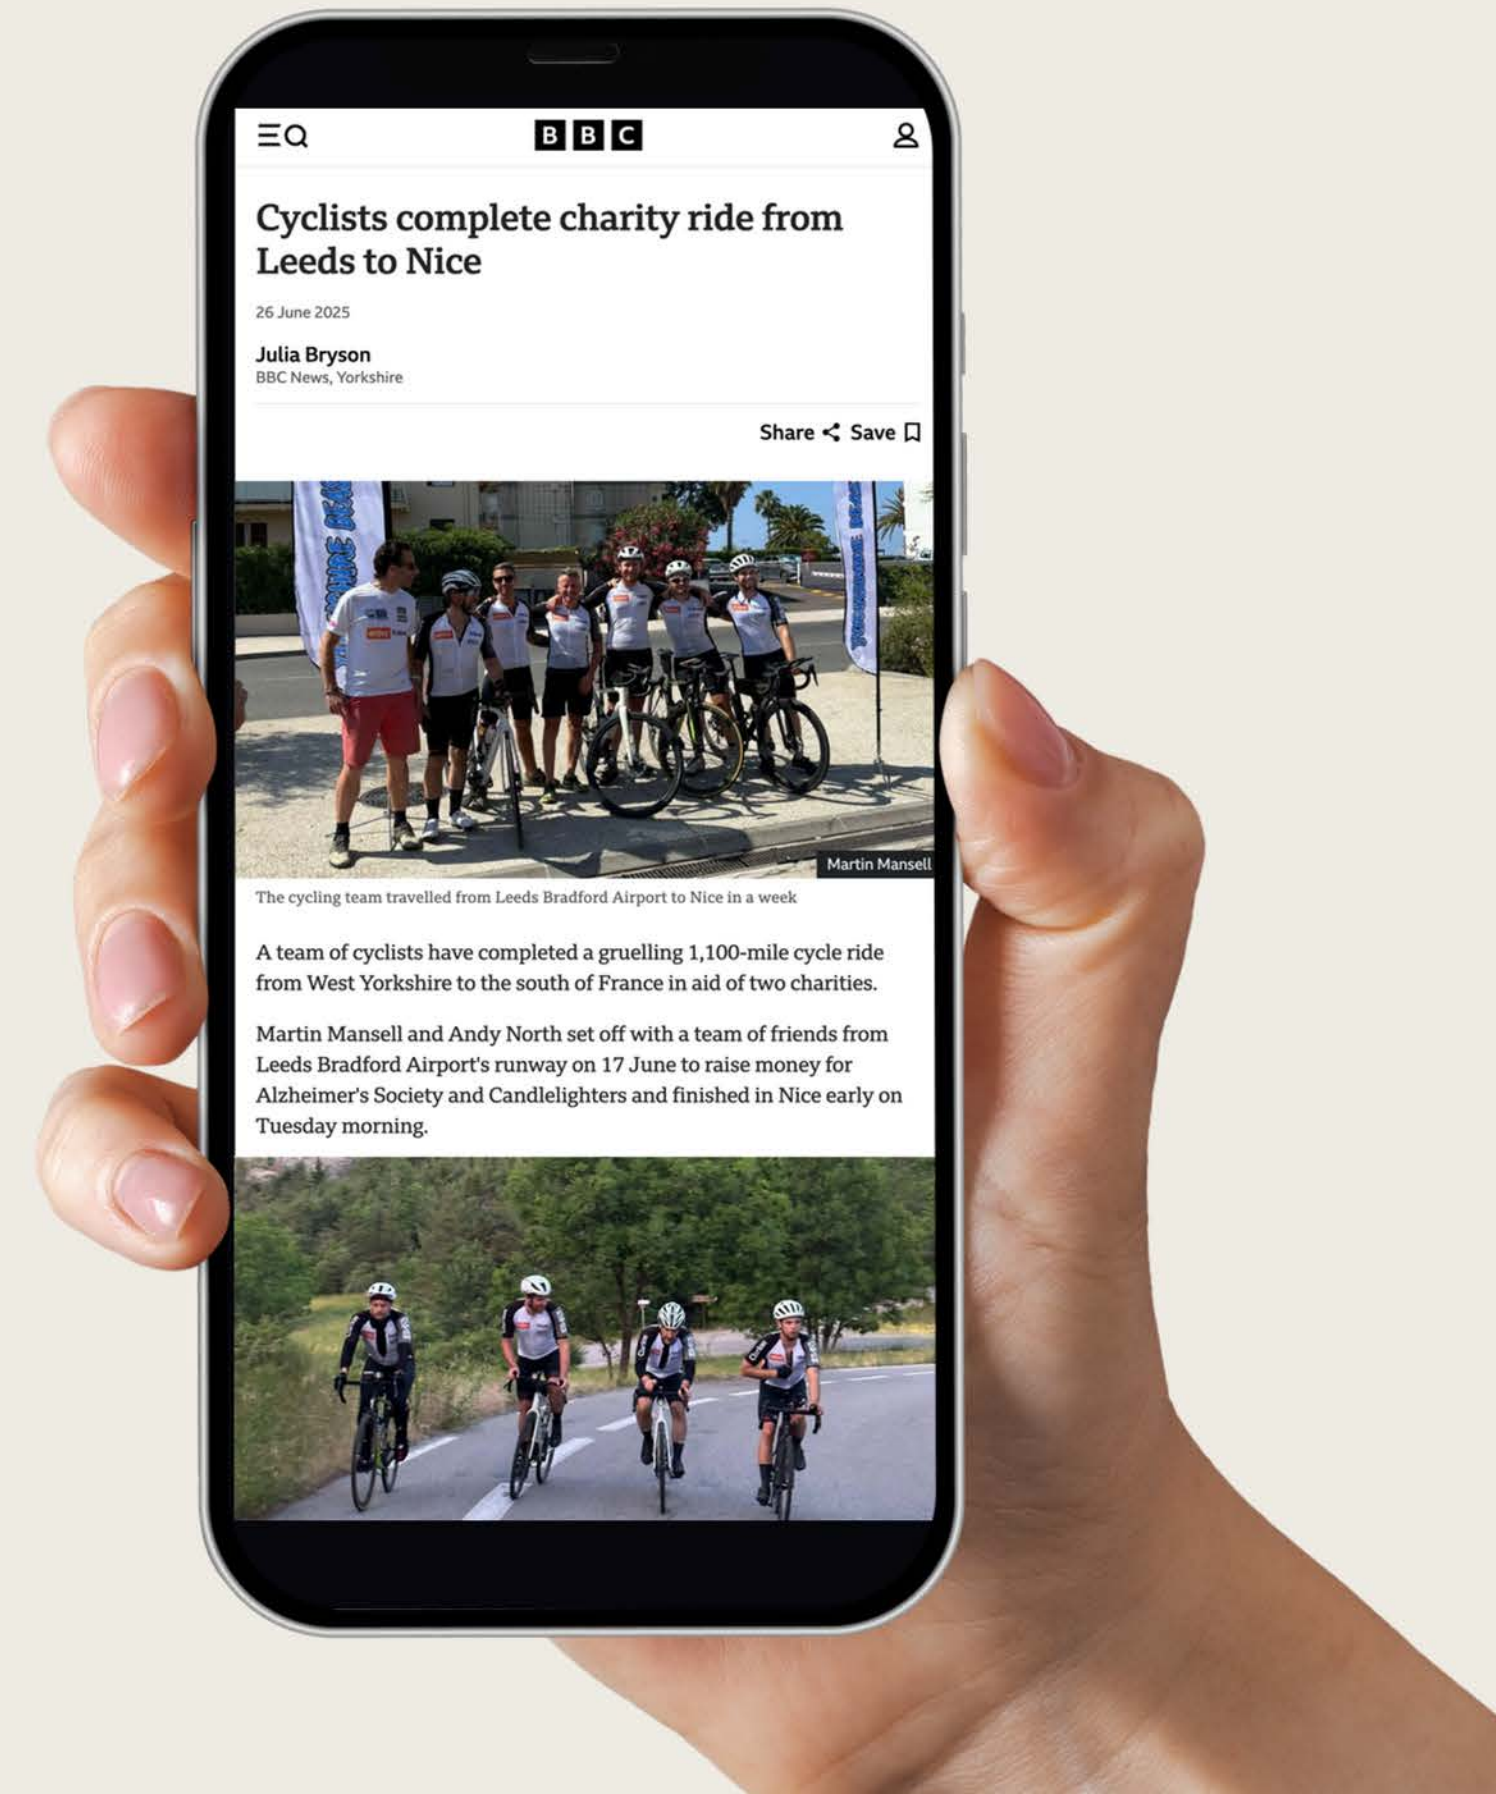 BBC
Cyclists complete charity ride from
Leeds to Nice
26 June 2025
Julia Bryson
BBC News, Yorkshire
Share Save
Martin Mansell
The cycling team travelled from Leeds Bradford Airport to Nice in a week
A team of cyclists have completed a gruelling 1,100-mile cycle ride
from West Yorkshire to the south of France in aid of two charities.
Martin Mansell and Andy North set off with a team of friends from
Leeds Bradford Airport's runway on 17 June to raise money for
Alzheimer's Society and Candlelighters and finished in Nice early on
Tuesday morning.